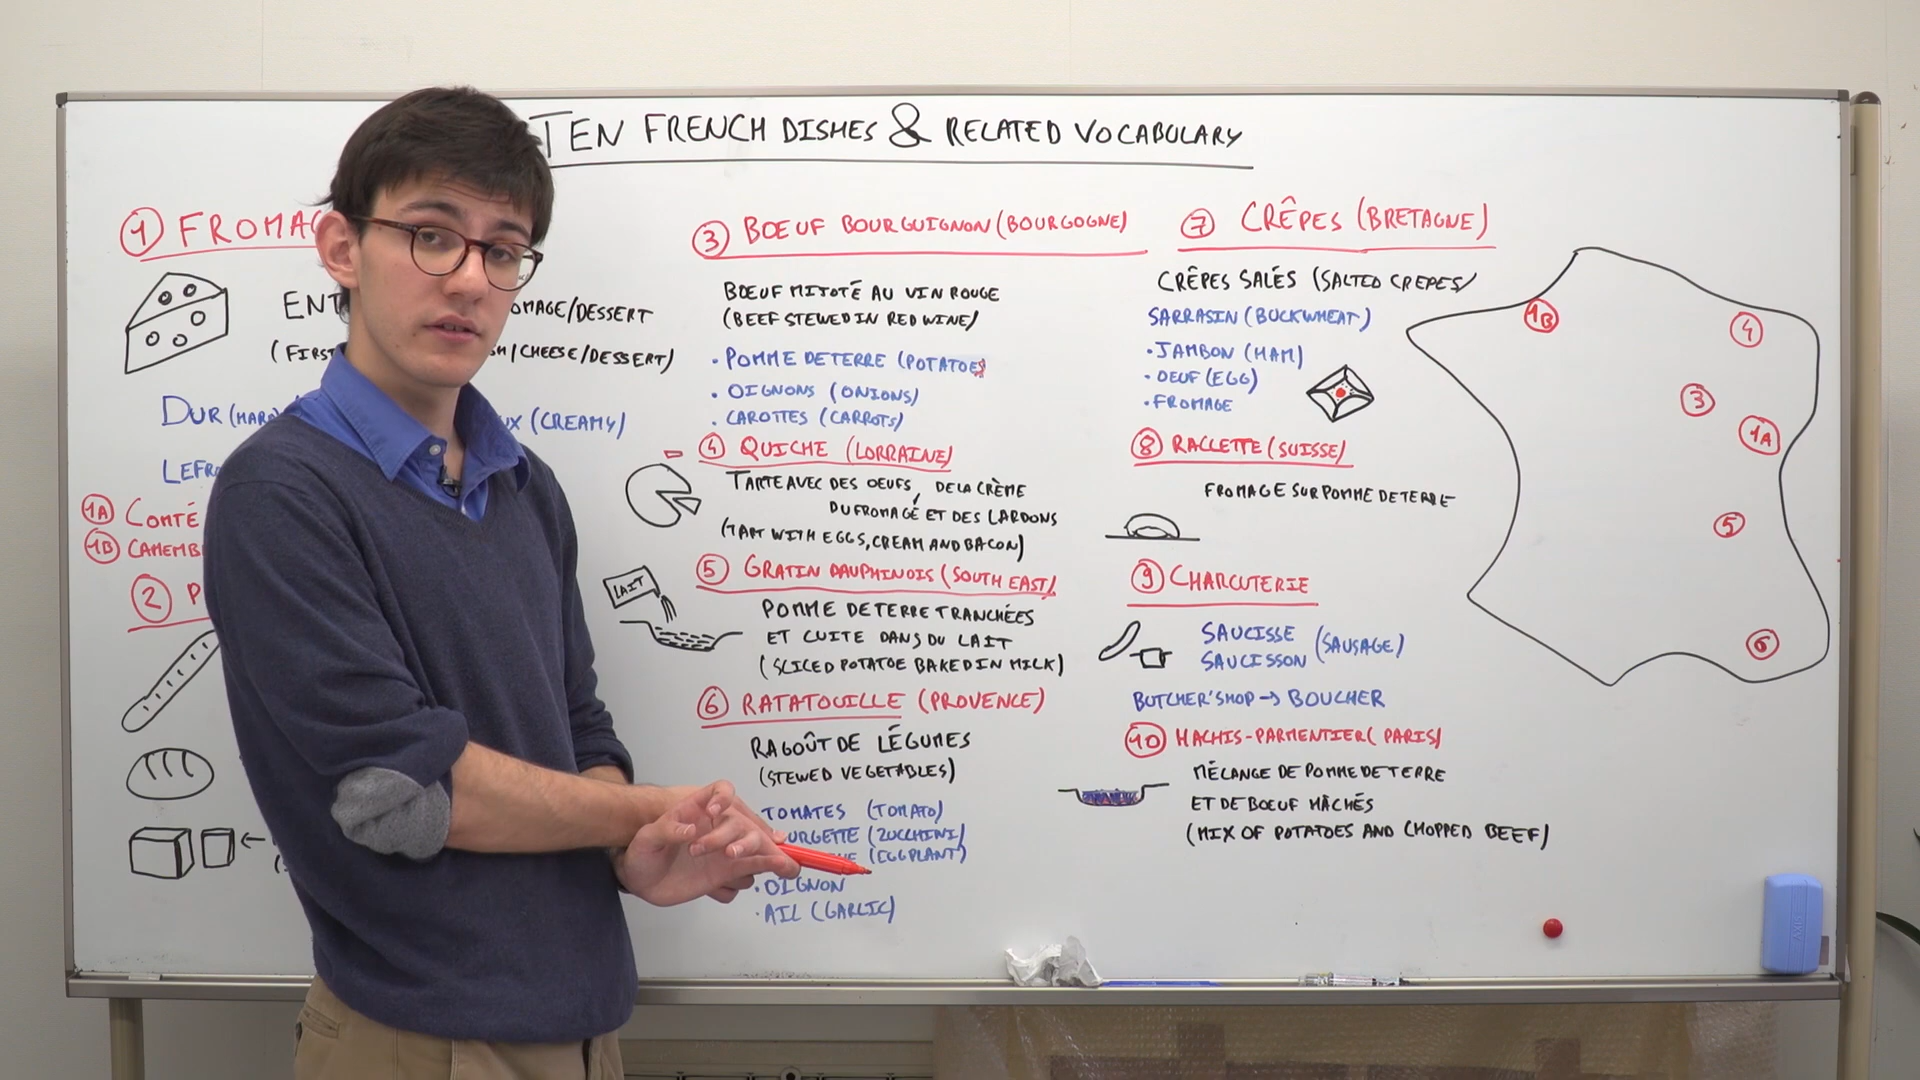 TEN FRENCH DISHES & RELATED VOCABULARY
1 FROMAG
ENT OMAGE/DESSERT
(FIRST SH/CHEESE/DESSERT)
DUR (HARD UX (CREAMY)
LEFRO
1A COMTÉ
1B CAMEMB
2 P
3 BOEUF BOURGUIGNON (BOURGOGNE)
BOEUF MIJOTÉ AU VIN ROUGE
(BEEF STEWED IN RED WINE)
• POMME DE TERRE (POTATOES
• OIGNONS (ONIONS)
• CAROTTES (CARROTS)
4 QUICHE (LORRAINE)
TARTE AVEC DES OEUFS, DE LA CRÈME
DU FROMAGE ET DES LARDONS
(TART WITH EGGS, CREAM AND BACON)
5 GRATIN DAUPHINOIS (SOUTH EAST)
LAIT
POMME DE TERRE TRANCHÉES
ET CUITE DANS DU LAIT
(SLICED POTATOE BAKED IN MILK)
6 RATATOUILLE (PROVENCE)
RAGOÛT DE LÉGUMES
(STEWED VEGETABLES)
TOMATES (TOMATO)
OURGETTE (ZUCCHINI)
NE (EGGPLANT)
• OIGNON
• AIL (GARLIC)
7 CRÊPES (BRETAGNE)
CRÊPES SALÉS (SALTED CREPES)
SARRASIN (BUCKWHEAT)
• JAMBON (HAM)
• OEUF (EGG)
• FROMAGE
8 RACLETTE (SUISSE)
FROMAGE SUR POMME DE TERRE
9 CHARCUTERIE
SAUCISSE (SAUSAGE)
SAUCISSON
BUTCHER'SHOP → BOUCHER
10 HACHIS-PARMENTIER (PARIS)
MÉLANGE DE POMME DE TERRE
ET DE BOEUF HÂCHÉS
(MIX OF POTATOES AND CHOPPED BEEF)
1B
4
3
1A
5
6